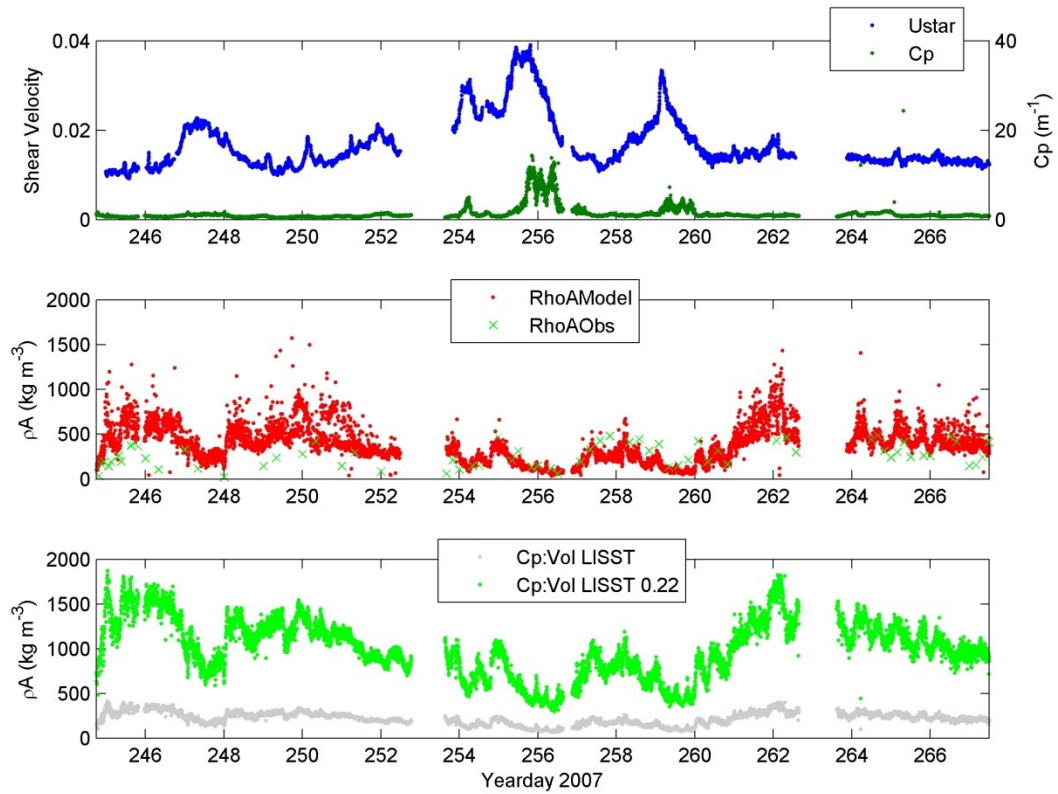 Ustar
Cp
0.04
0.02
0
Shear Velocity
40
20
0
Cp (m⁻¹)
246 248 250 252 254 256 258 260 262 264 266
RhoAModel
RhoAObs
2000
1500
1000
500
0
ρA (kg m⁻³)
246 248 250 252 254 256 258 260 262 264 266
Cp:Vol LISST
Cp:Vol LISST 0.22
2000
1500
1000
500
0
ρA (kg m⁻³)
246 248 250 252 254 256 258 260 262 264 266
Yearday 2007